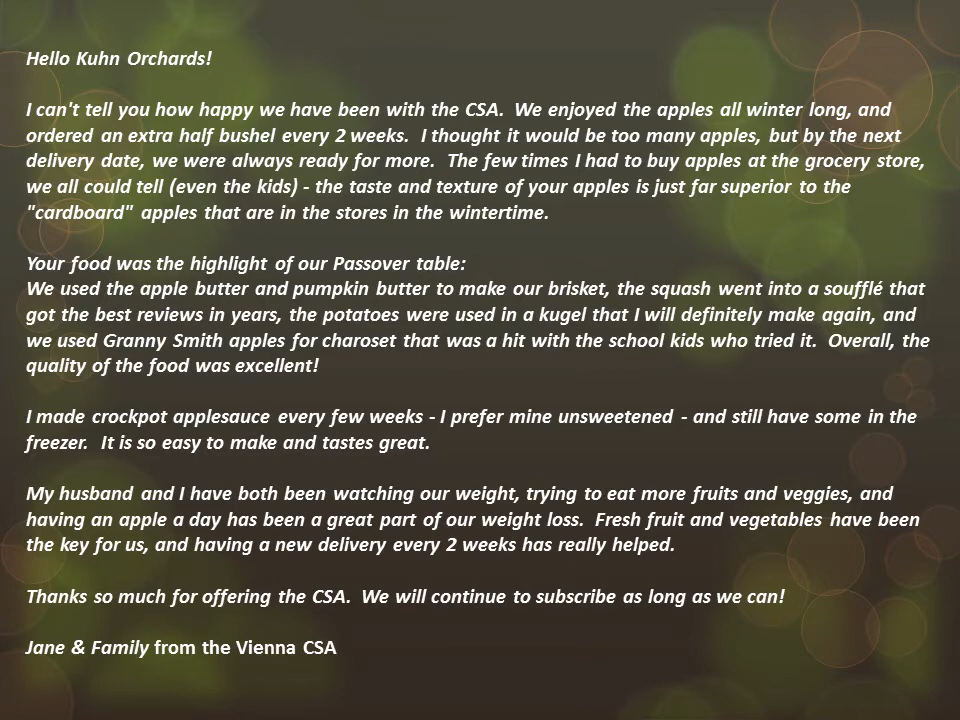 Hello Kuhn Orchards!
I can't tell you how happy we have been with the CSA.  We enjoyed the apples all winter long, and
ordered an extra half bushel every 2 weeks.  I thought it would be too many apples, but by the next
delivery date, we were always ready for more.  The few times I had to buy apples at the grocery store,
we all could tell (even the kids) - the taste and texture of your apples is just far superior to the
"cardboard" apples that are in the stores in the wintertime.
Your food was the highlight of our Passover table:
We used the apple butter and pumpkin butter to make our brisket, the squash went into a soufflé that
got the best reviews in years, the potatoes were used in a kugel that I will definitely make again, and
we used Granny Smith apples for charoset that was a hit with the school kids who tried it.  Overall, the
quality of the food was excellent!
I made crockpot applesauce every few weeks - I prefer mine unsweetened - and still have some in the
freezer.  It is so easy to make and tastes great.
My husband and I have both been watching our weight, trying to eat more fruits and veggies, and
having an apple a day has been a great part of our weight loss.  Fresh fruit and vegetables have been
the key for us, and having a new delivery every 2 weeks has really helped.
Thanks so much for offering the CSA.  We will continue to subscribe as long as we can!
Jane & Family from the Vienna CSA